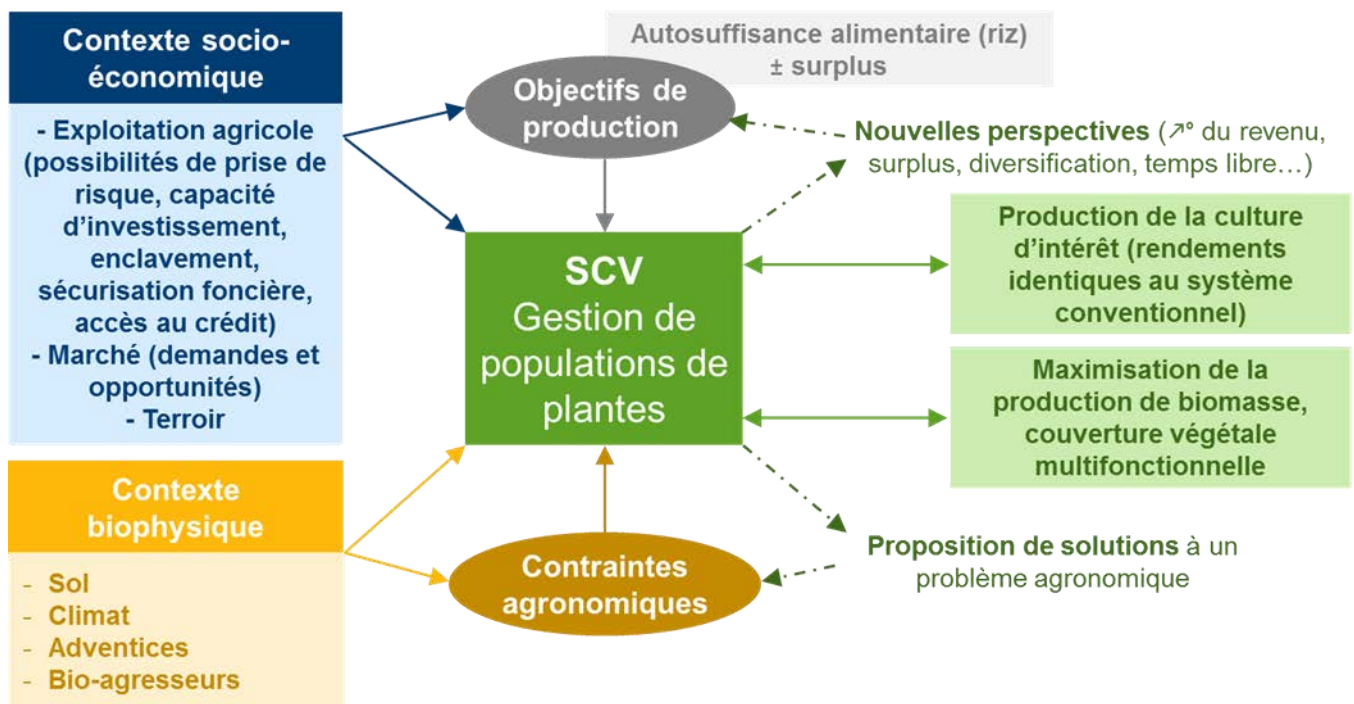 Contexte socio-
économique
- Exploitation agricole
(possibilités de prise de
risque, capacité
d'investissement,
enclavement,
sécurisation foncière,
accès au crédit)
- Marché (demandes et
opportunités)
- Terroir
Contexte
biophysique
- Sol
- Climat
- Adventices
- Bio-agresseurs
Autosuffisance alimentaire (riz)
± surplus
Objectifs de
production
SCV
Gestion de
populations de
plantes
Contraintes
agronomiques
Nouvelles perspectives (↗° du revenu,
surplus, diversification, temps libre…)
Production de la culture
d'intérêt (rendements
identiques au système
conventionnel)
Maximisation de la
production de biomasse,
couverture végétale
multifonctionnelle
Proposition de solutions à un
problème agronomique